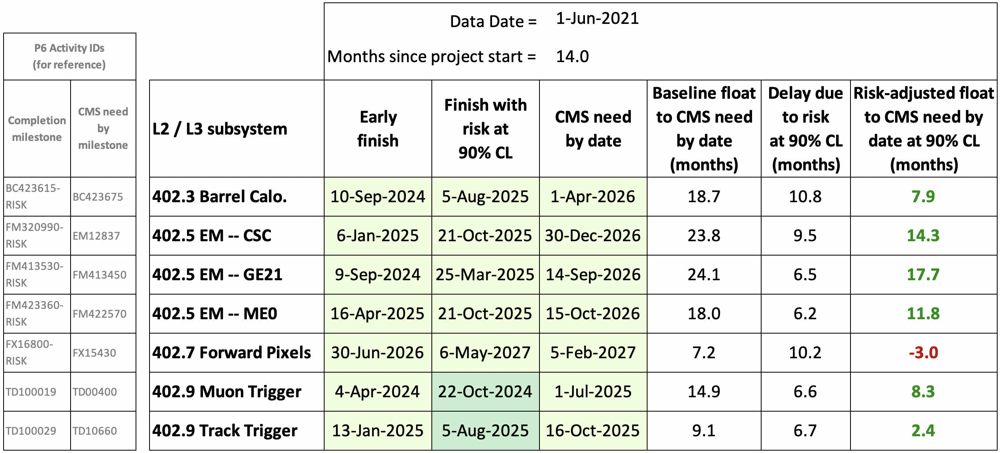 Data Date = 1-Jun-2021
Months since project start = 14.0
P6 Activity IDs
(for reference)
Completion
milestone
CMS need
by
milestone
L2 / L3 subsystem
Early
finish
Finish with
risk at
90% CL
CMS need
by date
Baseline float
to CMS need
by date
(months)
Delay due
to risk
at 90% CL
(months)
Risk-adjusted float
to CMS need by
date at 90% CL
(months)
BC423615-
RISK
BC423675
402.3 Barrel Calo.
10-Sep-2024
5-Aug-2025
1-Apr-2026
18.7
10.8
7.9
FM320990-
RISK
EM12837
402.5 EM -- CSC
6-Jan-2025
21-Oct-2025
30-Dec-2026
23.8
9.5
14.3
FM413530-
RISK
FM413450
402.5 EM -- GE21
9-Sep-2024
25-Mar-2025
14-Sep-2026
24.1
6.5
17.7
FM423360-
RISK
FM422570
402.5 EM -- ME0
16-Apr-2025
21-Oct-2025
15-Oct-2026
18.0
6.2
11.8
FX16800-
RISK
FX15430
402.7 Forward Pixels
30-Jun-2026
6-May-2027
5-Feb-2027
7.2
10.2
-3.0
TD100019
TD00400
402.9 Muon Trigger
4-Apr-2024
22-Oct-2024
1-Jul-2025
14.9
6.6
8.3
TD100029
TD10660
402.9 Track Trigger
13-Jan-2025
5-Aug-2025
16-Oct-2025
9.1
6.7
2.4